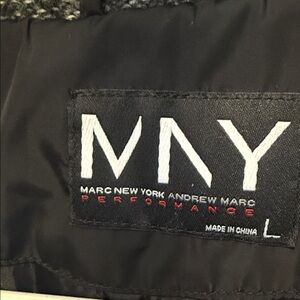 MNY
MARC NEW YORK ANDREW MARC
PERFORMANCE
MADE IN CHINA L